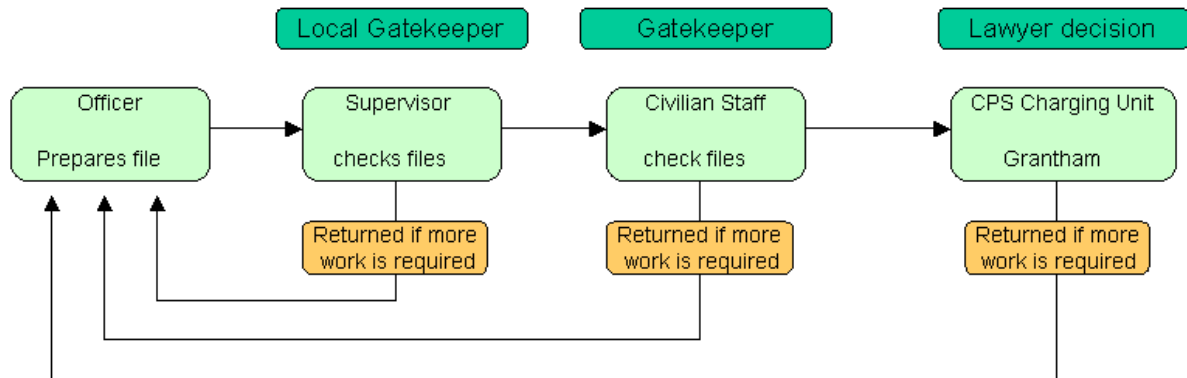 Local Gatekeeper
Gatekeeper
Lawyer decision
Officer
Prepares file
Supervisor
checks files
Civilian Staff
check files
CPS Charging Unit
Grantham
Returned if more
work is required
Returned if more
work is required
Returned if more
work is required